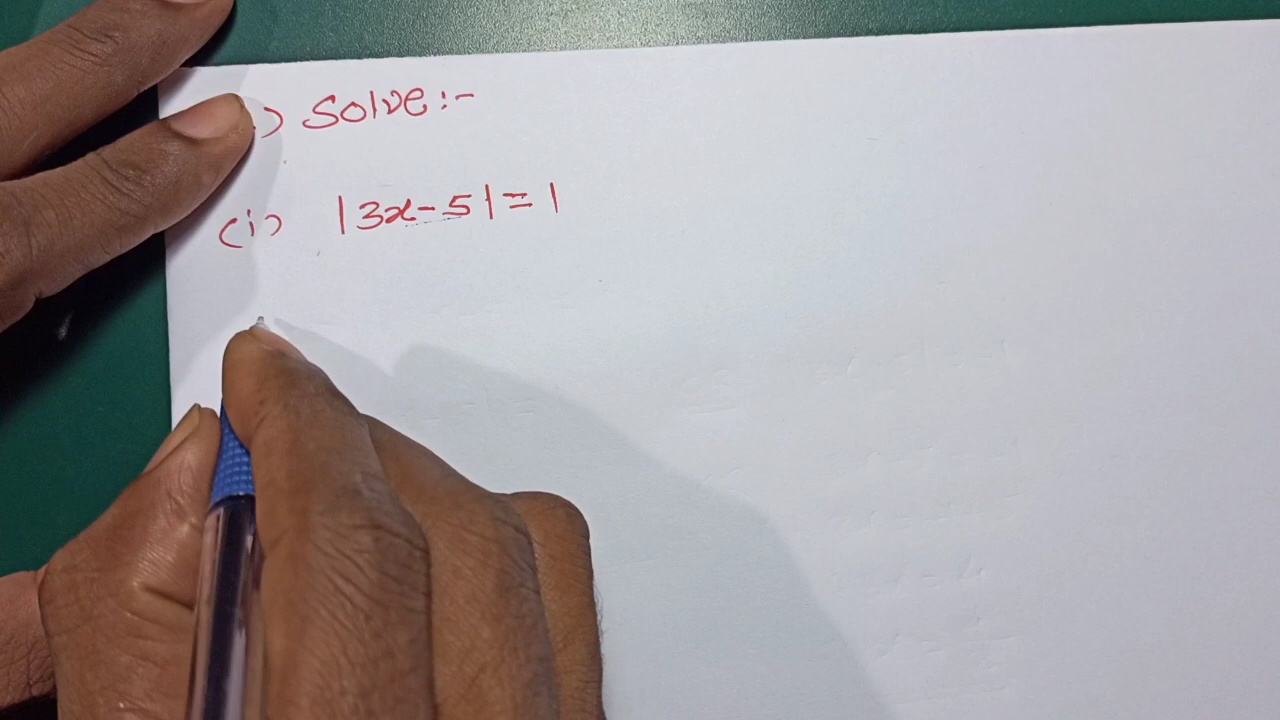 ) Solve:-
(i) |3x-5|=1